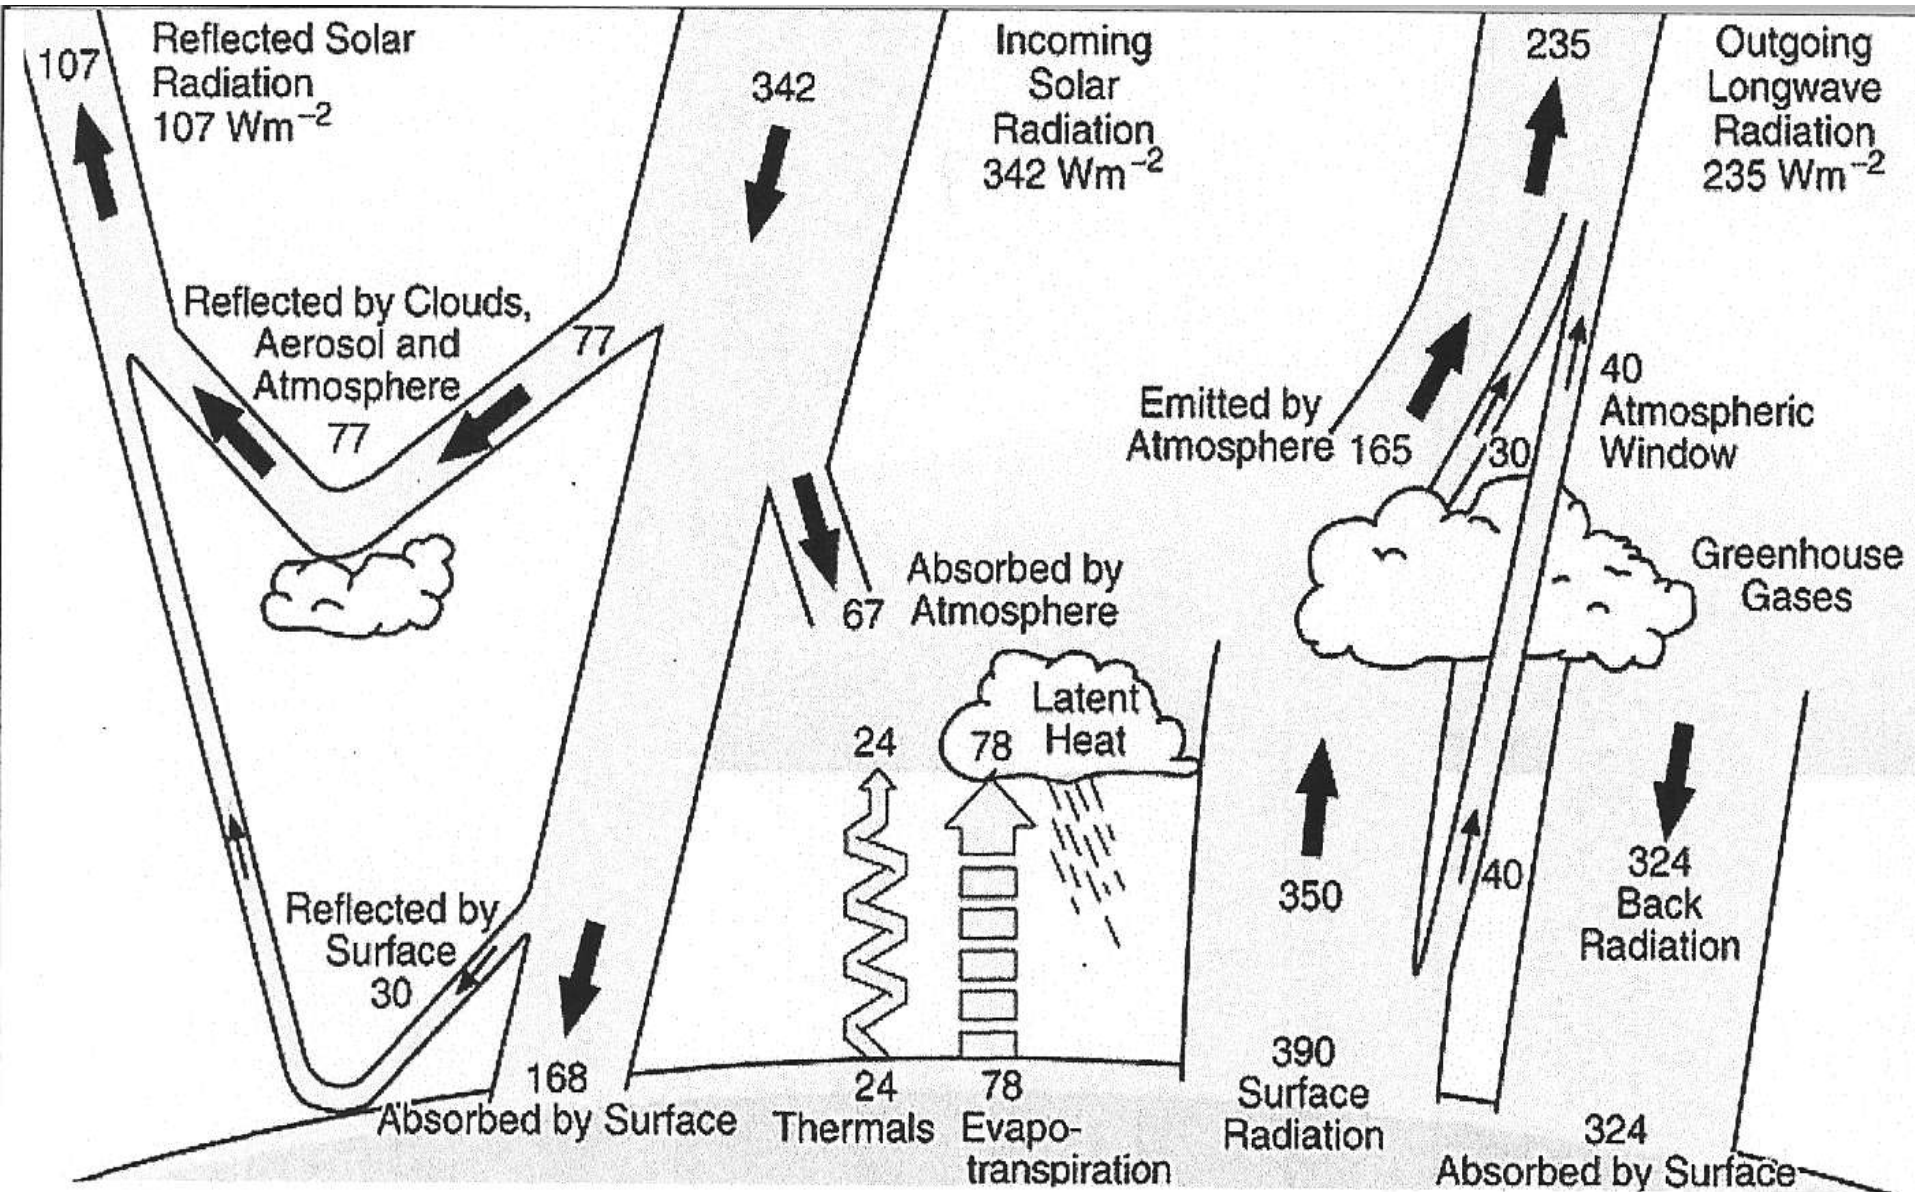 107
Reflected Solar
Radiation
107 Wm⁻²
342
Incoming
Solar
Radiation
342 Wm⁻²
235
Outgoing
Longwave
Radiation
235 Wm⁻²
Reflected by Clouds,
Aerosol and
Atmosphere
77
77
Emitted by
Atmosphere
165
30
40
Atmospheric
Window
67
Absorbed by
Atmosphere
Greenhouse
Gases
24
78
Latent
Heat
350
40
324
Back
Radiation
Reflected by
Surface
30
168
Absorbed by Surface
24
Thermals
78
Evapo-
transpiration
390
Surface
Radiation
324
Absorbed by Surface